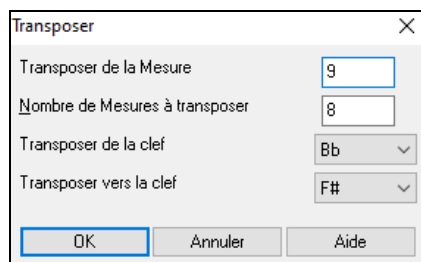 Transposer
Transposer de la Mesure 9
Nombre de Mesures à transposer 8
Transposer de la clef Bb
Transposer vers la clef F#
OK Annuler Aide